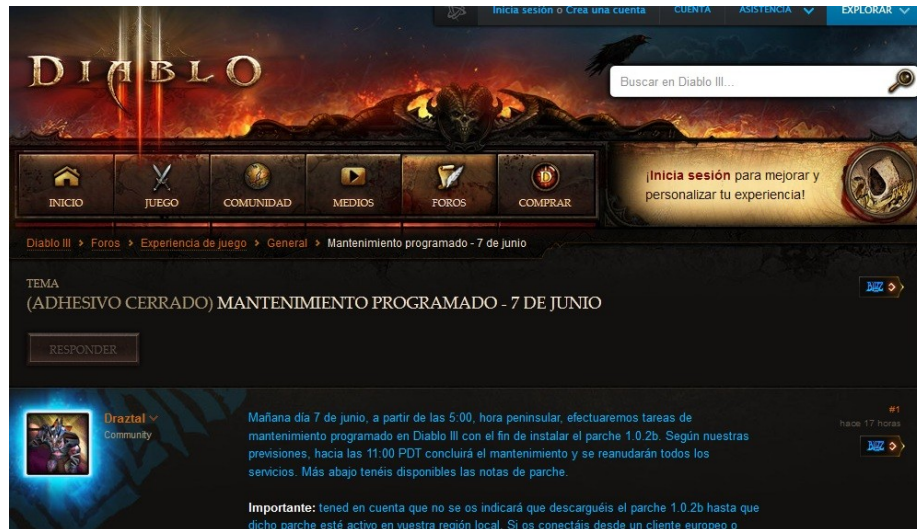 Inicia sesión o Crea una cuenta CUENTA ASISTENCIA EXPLORAR
DIABLO III
Buscar en Diablo III...
INICIO JUEGO COMUNIDAD MEDIOS FOROS COMPRAR
¡Inicia sesión para mejorar y
personalizar tu experiencia!
Diablo III > Foros > Experiencia de juego > General > Mantenimiento programado - 7 de junio
TEMA
(ADHESIVO CERRADO) MANTENIMIENTO PROGRAMADO - 7 DE JUNIO
BLIZZ
RESPONDER
Draztal
Community
Mañana día 7 de junio, a partir de las 5:00, hora peninsular, efectuaremos tareas de
mantenimiento programado en Diablo III con el fin de instalar el parche 1.0.2b. Según nuestras
previsiones, hacia las 11:00 PDT concluirá el mantenimiento y se reanudarán todos los
servicios. Más abajo tenéis disponibles las notas de parche.
#1
hace 17 horas
BLIZZ
Importante: tened en cuenta que no se os indicará que descarguéis el parche 1.0.2b hasta que
dicho parche esté activo en vuestra región local. Si os conectáis desde un cliente europeo o